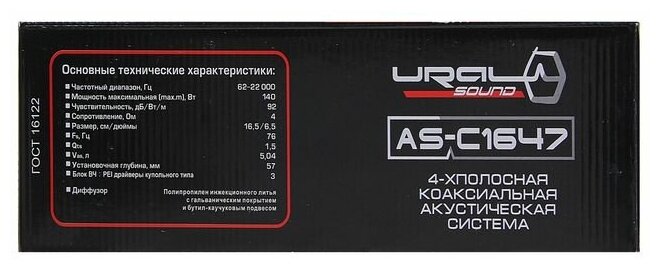 ГОСТ 16122
Основные технические характеристики:
Частотный диапазон, Гц 62-22 000
Мощность максимальная (max.m), Вт 140
Чувствительность, дБ/Вт/м 92
Сопротивление, Ом 4
Размер, см/дюймы 16,5/6,5
Fs, Гц 76
Qts 1,5
Vas, л 5,04
Установочная глубина, мм 57
Блок ВЧ : PEI драйверы купольного типа 3
Диффузор Полипропилен инжекционного литья
с гальваническим покрытием
и бутил-каучуковым подвесом
URAL
SOUND
AS-C1647
4-ХПОЛОСНАЯ
КОАКСИАЛЬНАЯ
АКУСТИЧЕСКАЯ
СИСТЕМА